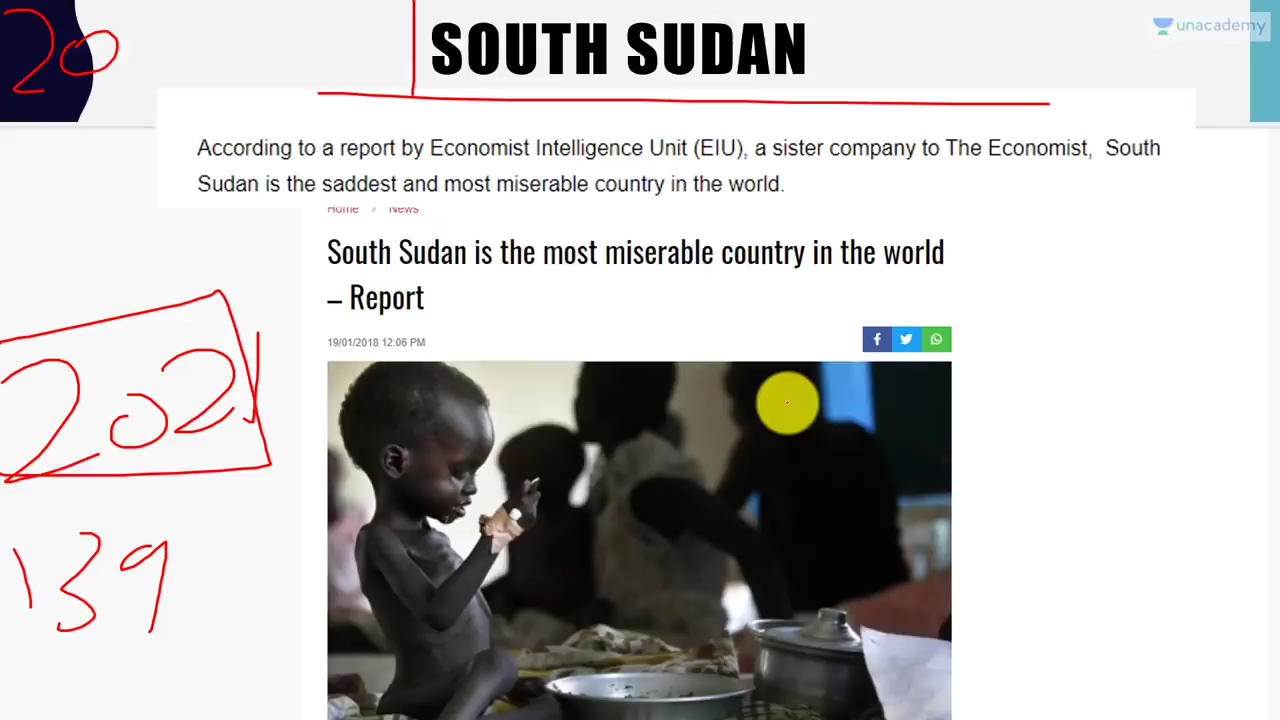 20
SOUTH SUDAN
unacademy
According to a report by Economist Intelligence Unit (EIU), a sister company to The Economist, South
Sudan is the saddest and most miserable country in the world.
Home / News
South Sudan is the most miserable country in the world
– Report
19/01/2018 12:06 PM
2021
139